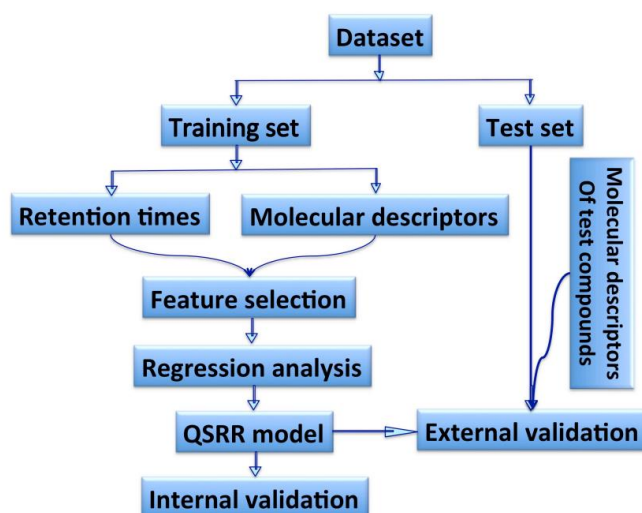 Dataset
Training set
Test set
Retention times
Molecular descriptors
Molecular descriptors
Of test compounds
Feature selection
Regression analysis
QSRR model
External validation
Internal validation